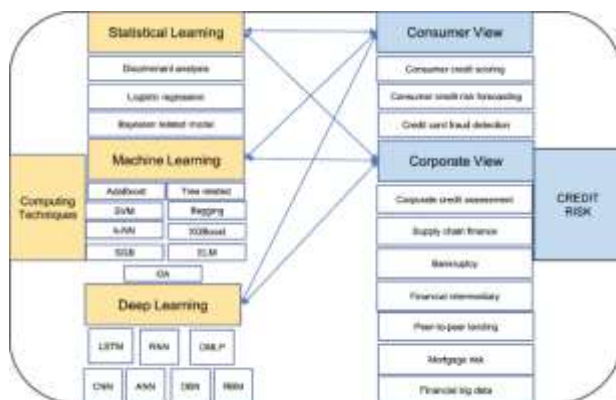 Statistical Learning
Discriminant analysis
Logistic regression
Bayesian related model
Machine Learning
AdaBoost
Tree related
SVM
Bagging
k-NN
XGBoost
SGB
ELM
GA
Deep Learning
LSTM
RNN
DMLP
CNN
ANN
DBN
RBM
Computing
Techniques
Consumer View
Consumer credit scoring
Consumer credit risk forecasting
Credit card fraud detection
Corporate View
Corporate credit assessment
Supply chain finance
Bankruptcy
Financial intermediary
Peer-to-peer lending
Mortgage risk
Financial big data
CREDIT
RISK